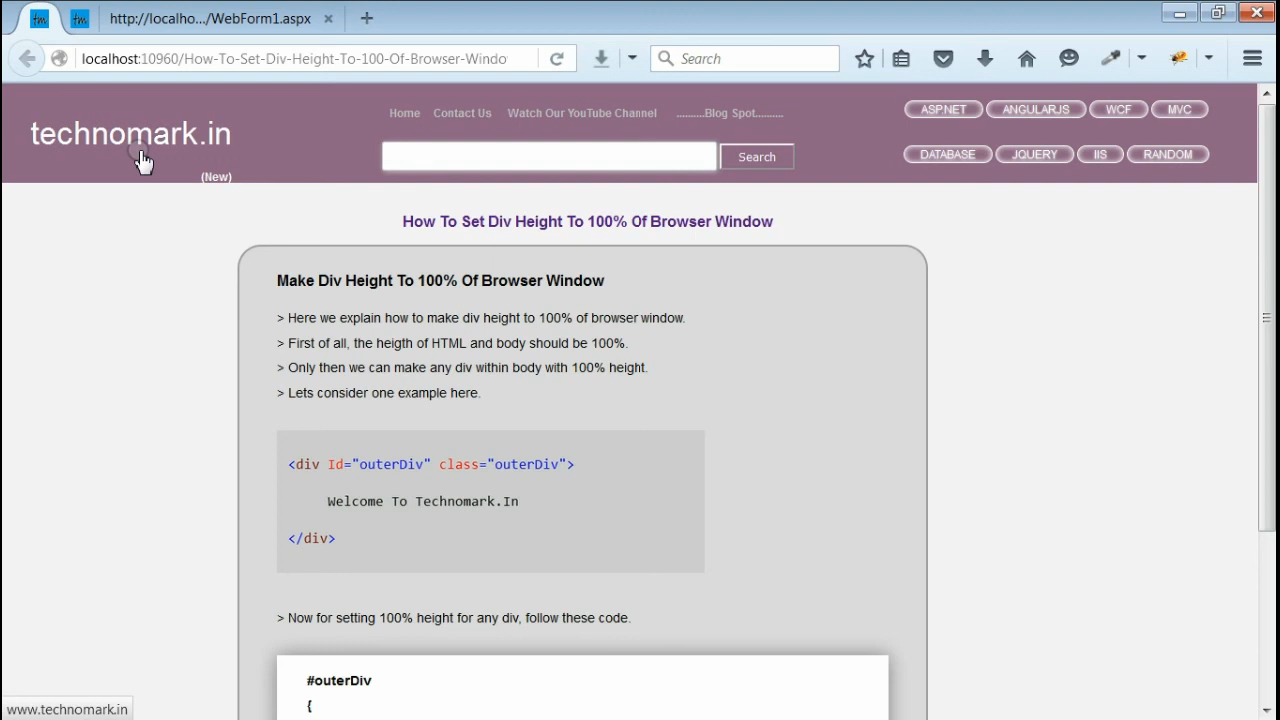 tm
tm
http://localho.../WebForm1.aspx
localhost:10960/How-To-Set-Div-Height-To-100-Of-Browser-Windo
Search
technomark.in
(New)
Home Contact Us Watch Our YouTube Channel ..........Blog Spot..........
Search
ASP.NET ANGULARJS WCF MVC
DATABASE JQUERY IIS RANDOM
How To Set Div Height To 100% Of Browser Window
Make Div Height To 100% Of Browser Window
> Here we explain how to make div height to 100% of browser window.
> First of all, the heigth of HTML and body should be 100%.
> Only then we can make any div within body with 100% height.
> Lets consider one example here.
<div Id="outerDiv" class="outerDiv">
Welcome To Technomark.In
</div>
> Now for setting 100% height for any div, follow these code.
#outerDiv
{
www.technomark.in